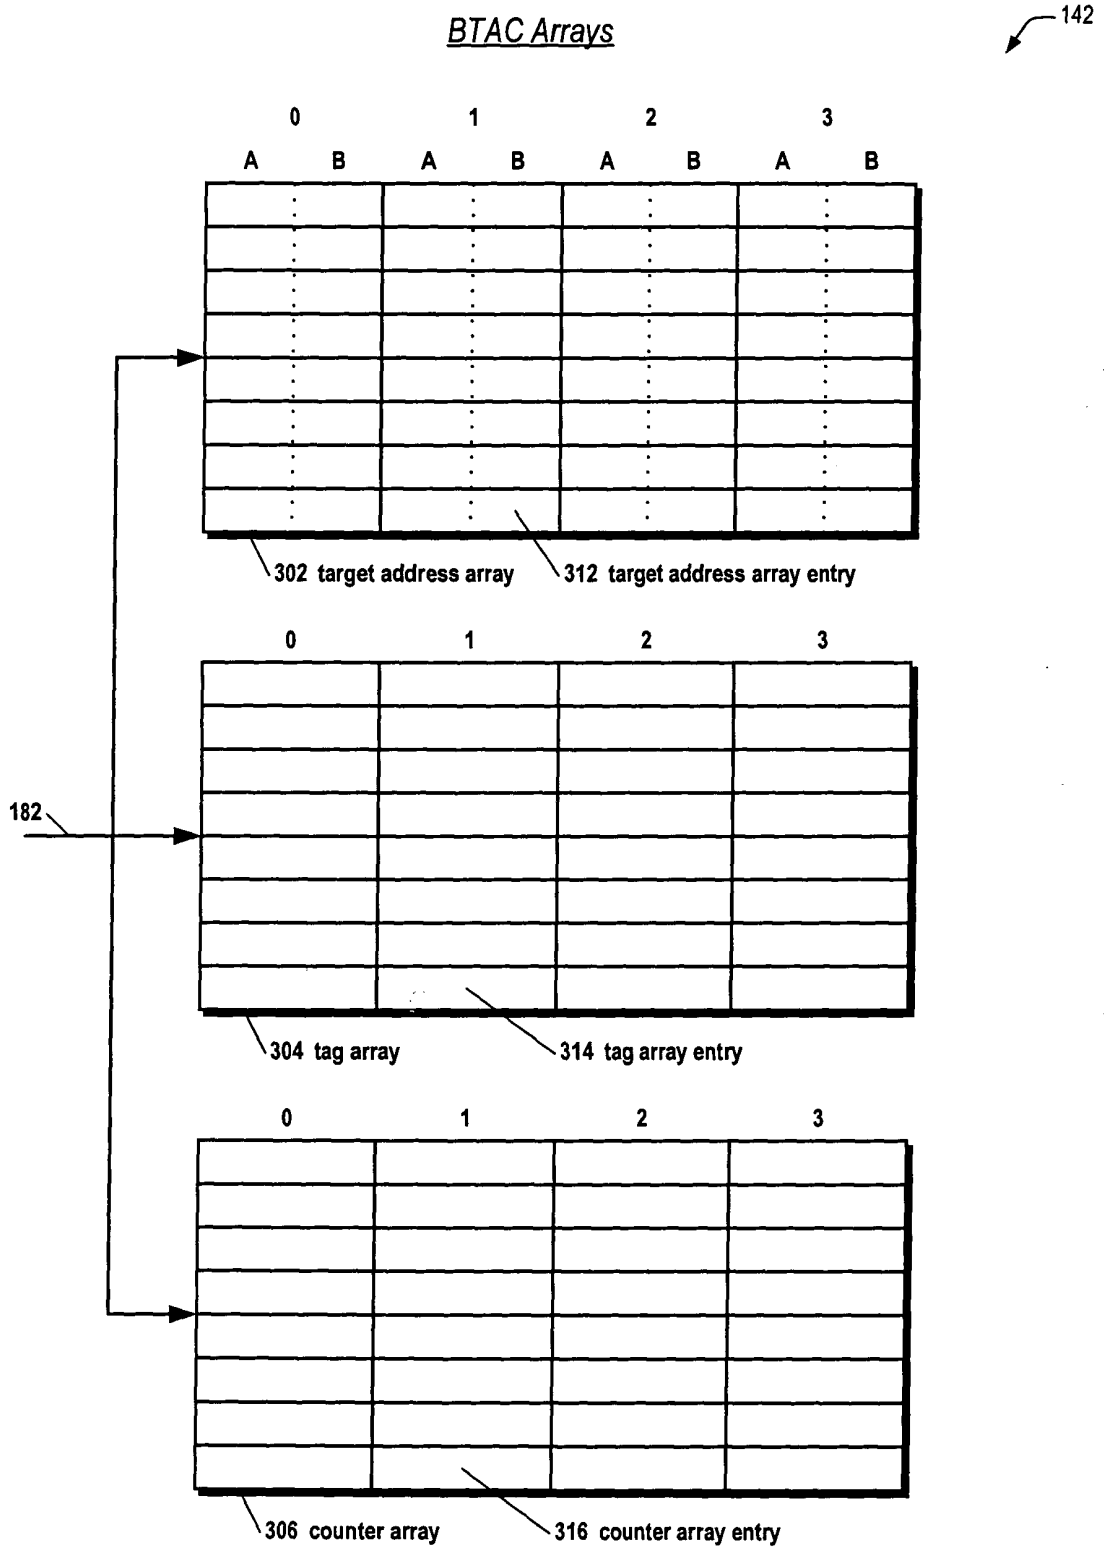 BTAC Arrays
142
0 1 2 3
A B A B A B A B
302 target address array
312 target address array entry
0 1 2 3
182
304 tag array
314 tag array entry
0 1 2 3
306 counter array
316 counter array entry